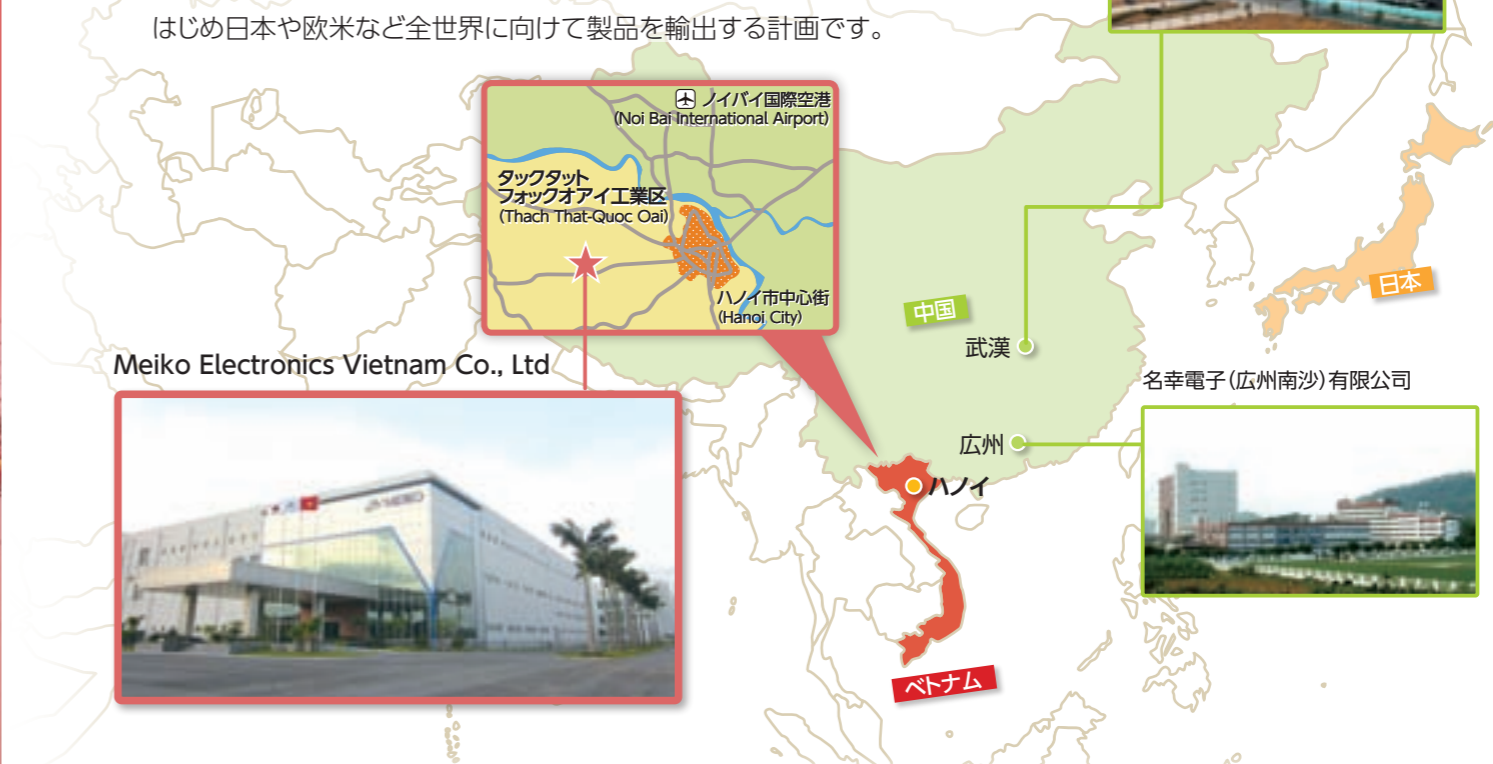 はじめ日本や欧米など全世界に向けて製品を輸出する計画です。
ノイバイ国際空港
(Noi Bai International Airport)
タックタット
フォックオアイ工業区
(Thach That-Quoc Oai)
ハノイ市中心街
(Hanoi City)
日本
中国
武漢
Meiko Electronics Vietnam Co., Ltd
名幸電子(広州南沙)有限公司
広州
ハノイ
MEIKO
ベトナム